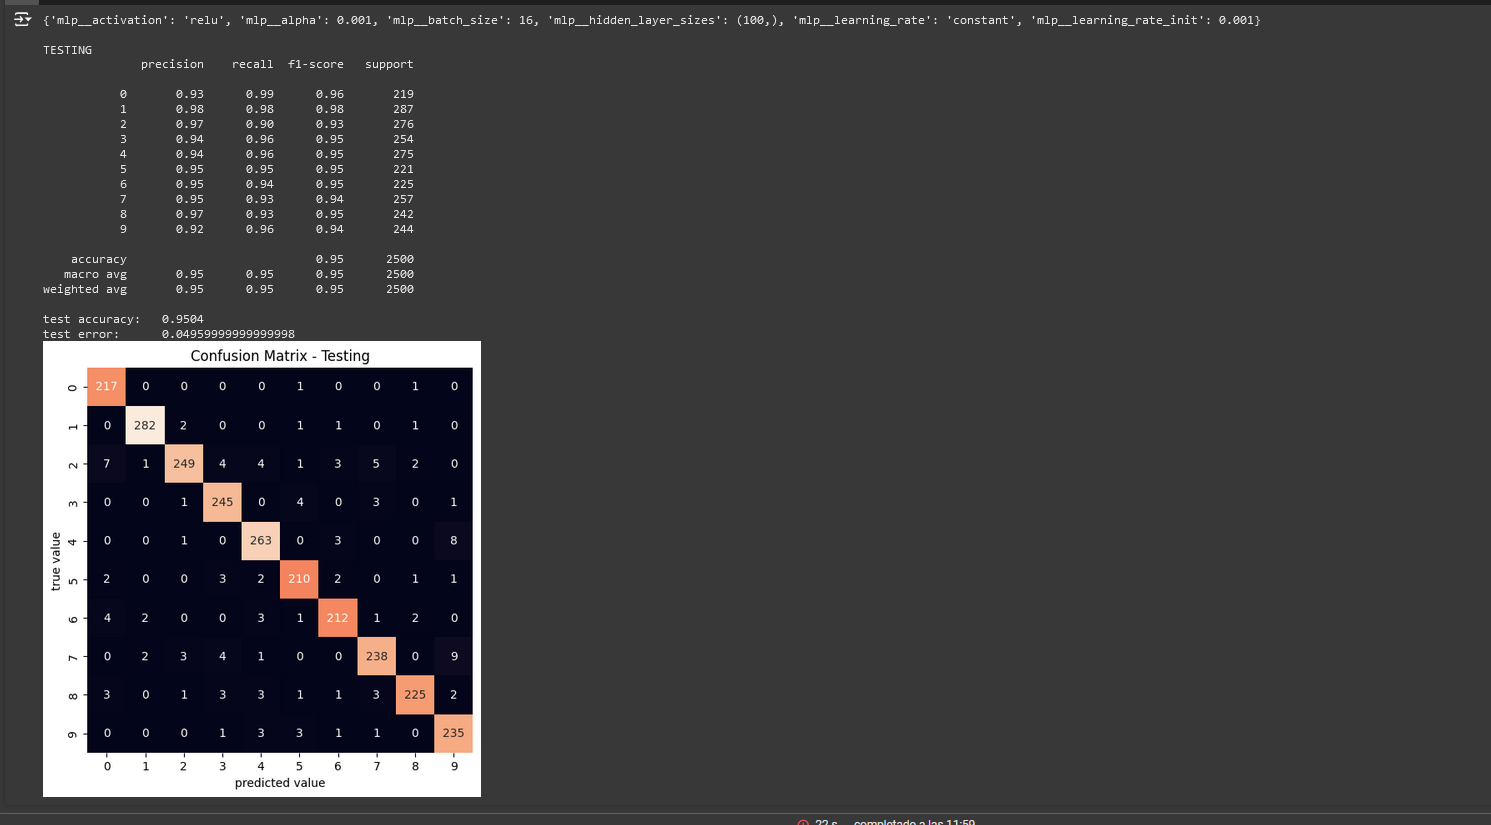 {'mlp__activation': 'relu', 'mlp__alpha': 0.001, 'mlp__batch_size': 16, 'mlp__hidden_layer_sizes': (100,), 'mlp__learning_rate': 'constant', 'mlp__learning_rate_init': 0.001}
TESTING
precision recall f1-score support
0 0.93 0.99 0.96 219
1 0.98 0.98 0.98 287
2 0.97 0.90 0.93 276
3 0.94 0.96 0.95 254
4 0.94 0.96 0.95 275
5 0.95 0.95 0.95 221
6 0.95 0.94 0.95 225
7 0.95 0.93 0.94 257
8 0.97 0.93 0.95 242
9 0.92 0.96 0.94 244
accuracy 0.95 2500
macro avg 0.95 0.95 0.95 2500
weighted avg 0.95 0.95 0.95 2500
test accuracy: 0.9504
test error: 0.04959999999999998
Confusion Matrix - Testing
0 217 0 0 0 0 1 0 0 1 0
1 0 282 2 0 0 1 1 0 1 0
2 7 1 249 4 4 1 3 5 2 0
3 0 0 1 245 0 4 0 3 0 1
4 0 0 1 0 263 0 3 0 0 8
5 2 0 0 3 2 210 2 0 1 1
6 4 2 0 0 3 1 212 1 2 0
7 0 2 3 4 1 0 0 238 0 9
8 3 0 1 3 3 1 1 3 225 2
9 0 0 0 1 3 3 1 1 0 235
0 1 2 3 4 5 6 7 8 9
predicted value
true value
22 s completado a las 11:59